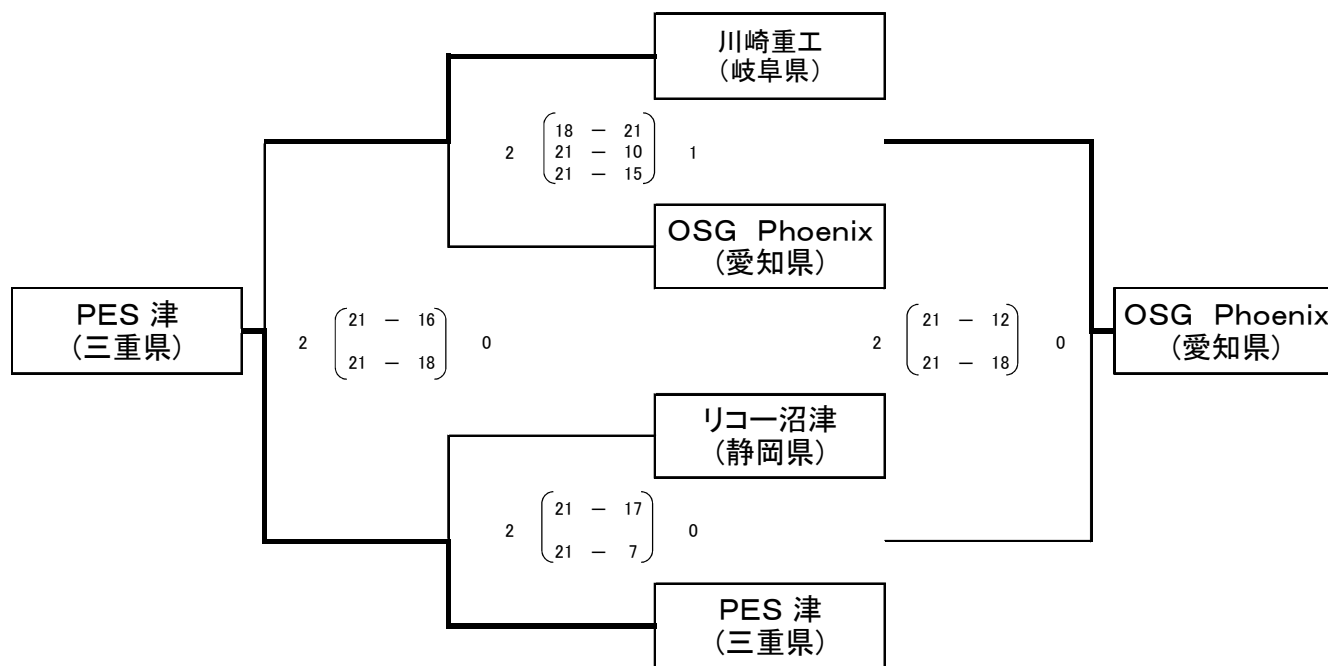 川崎重工
(岐阜県)
2 18 － 21 1
21 － 10
21 － 15
OSG Phoenix
(愛知県)
PES 津
(三重県)
2 21 － 16 0
21 － 18
2 21 － 12 0
21 － 18
OSG Phoenix
(愛知県)
リコー沼津
(静岡県)
2 21 － 17 0
21 － 7
PES 津
(三重県)